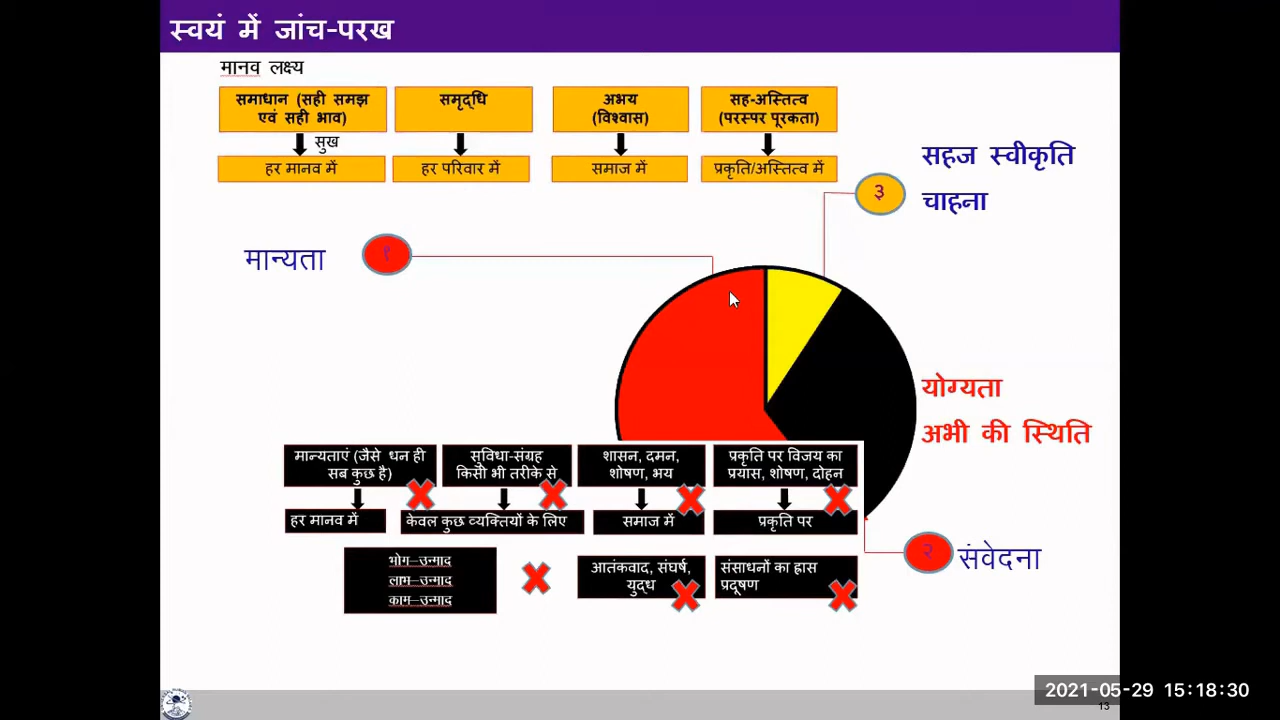 स्वयं में जांच-परख
मानव लक्ष्य
समाधान (सही समझ
एवं सही भाव)
समृद्धि
अभय
(विश्वास)
सह-अस्तित्व
(परस्पर पूरकता)
सुख
हर मानव में
हर परिवार में
समाज में
प्रकृति/अस्तित्व में
सहज स्वीकृति
३
चाहना
मान्यता
१
योग्यता
अभी की स्थिति
मान्यताएं (जैसे धन ही
सब कुछ है)
सुविधा-संग्रह
किसी भी तरीके से
शासन, दमन,
शोषण, भय
प्रकृति पर विजय का
प्रयास, शोषण, दोहन
हर मानव में
केवल कुछ व्यक्तियों के लिए
समाज में
प्रकृति पर
२
संवेदना
भोग–उन्माद
लाभ–उन्माद
काम–उन्माद
आतंकवाद, संघर्ष,
युद्ध
संसाधनों का ह्रास
प्रदूषण
2021-05-29 15:18:30
13